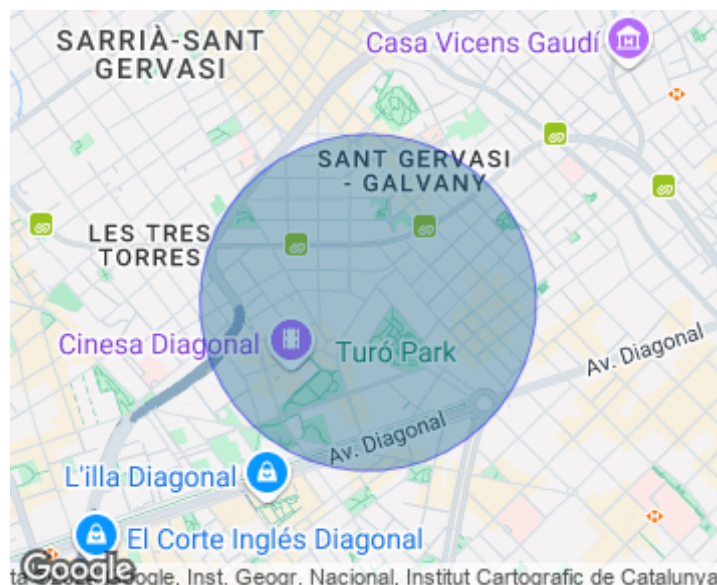 SARRIÀ-SANT
GERVASI
Casa Vicens Gaudí
SANT GERVASI
- GALVANY
LES TRES
TORRES
Cinesa Diagonal
Turó Park
Av. Diagonal
Av. Diagonal
L'illa Diagonal
El Corte Inglés Diagonal
Google
Google, Inst. Geogr. Nacional, Institut Cartografic de Catalunya